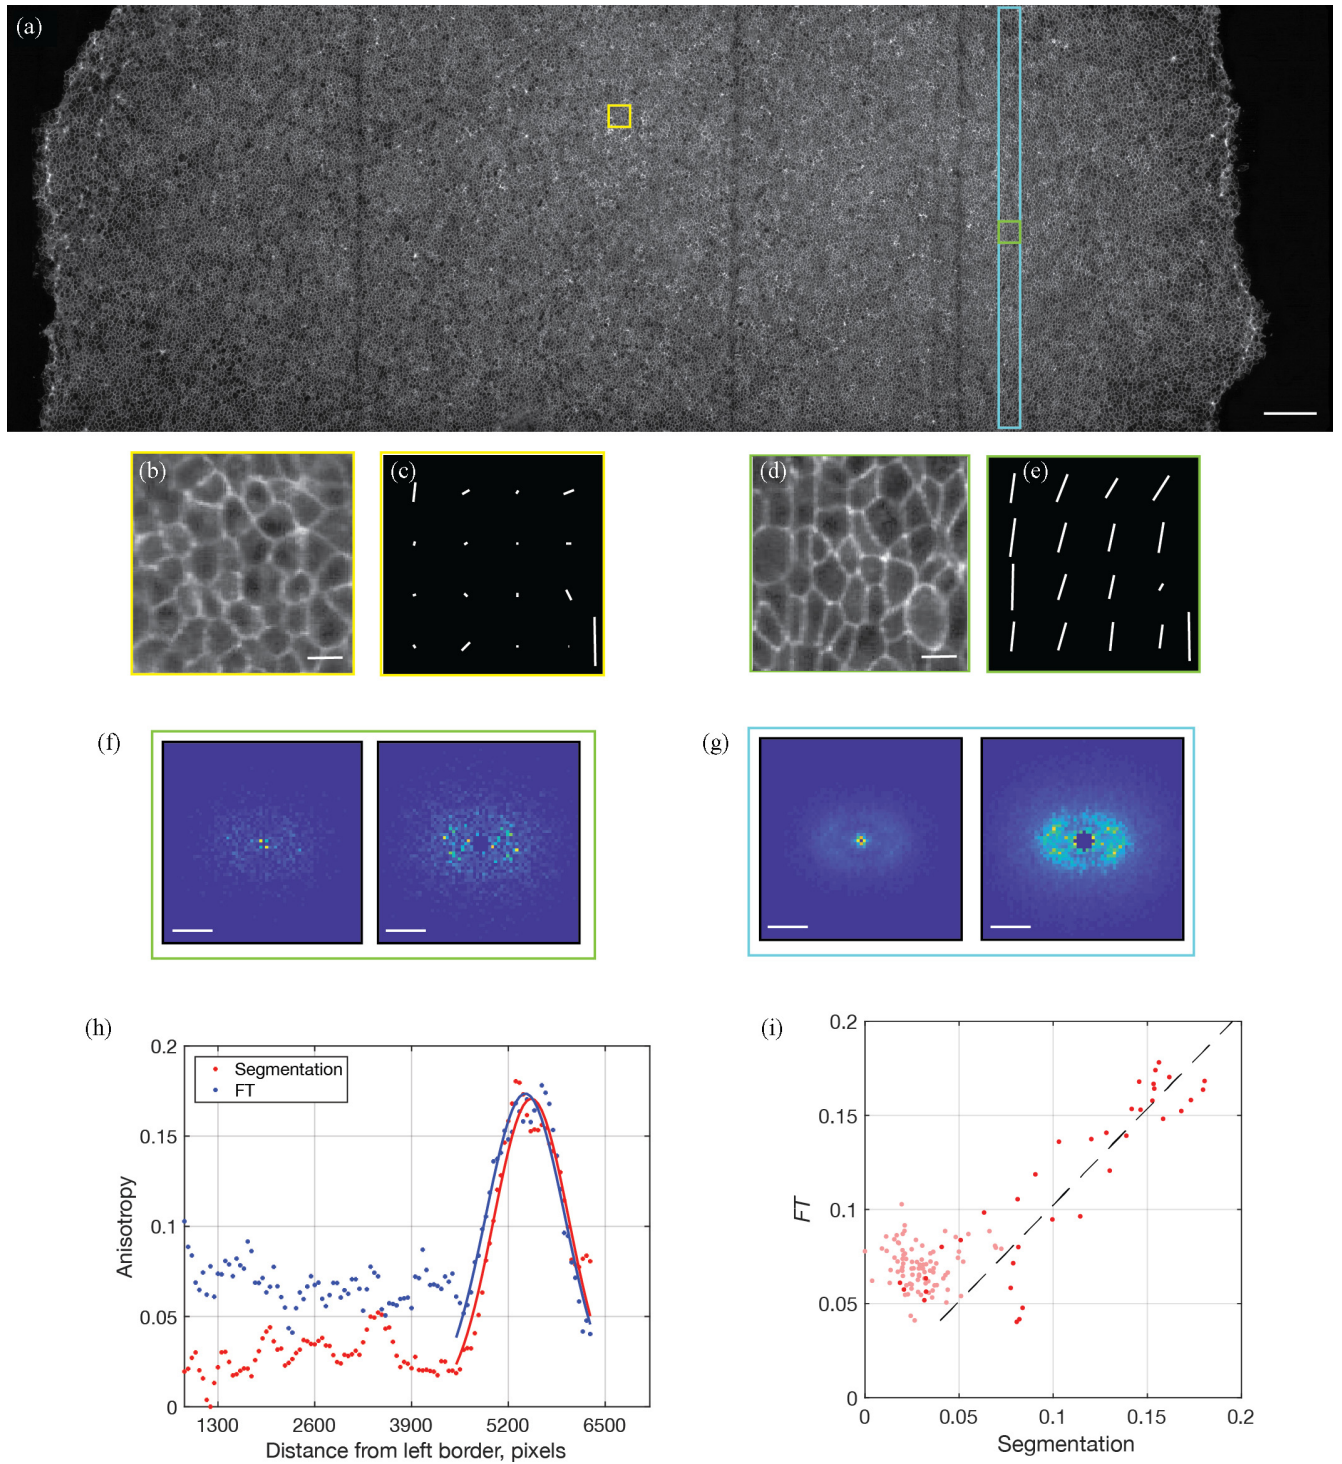 (a)
(b)
(c)
(d)
(e)
(f)
(g)
(h)
0.2
0.15
0.1
0.05
0
Anisotropy
Segmentation
FT
1300 2600 3900 5200 6500
Distance from left border, pixels
(i)
0.2
0.15
0.1
0.05
0
FT
0 0.05 0.1 0.15 0.2
Segmentation